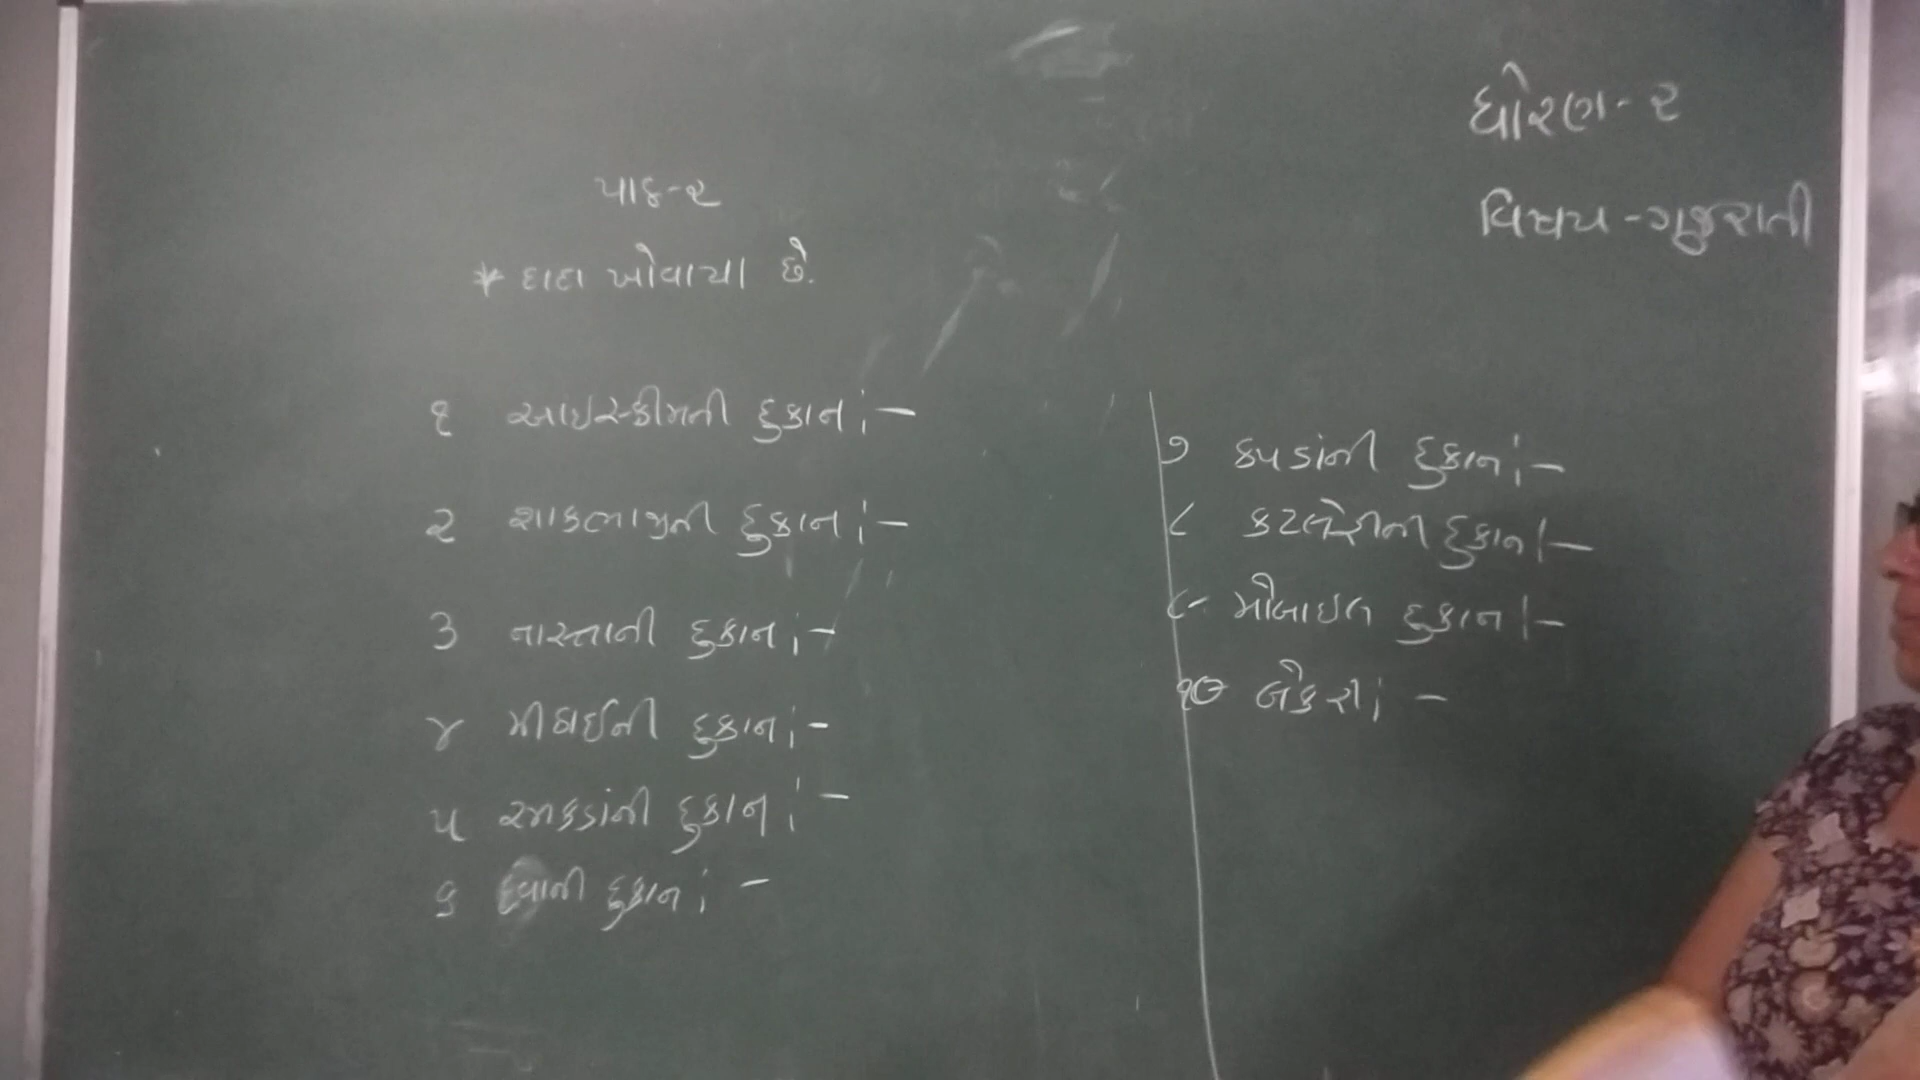 ધોરણ-૨
વિષય-ગુજરાતી
પાઠ-૨
* દાદા ખોવાયા છે.
૧ આઇસ્ક્રીમની દુકાન:-
૨ શાકભાજીની દુકાન:-
૩ નાસ્તાની દુકાન:-
૪ મીઠાઈની દુકાન:-
૫ રમકડાંની દુકાન:-
૬ દવાની દુકાન:-
૭ કપડાંની દુકાન:-
૮ કટલેરીની દુકાન:-
૯ મોબાઇલ દુકાન:-
૧૦ બેકરી:-